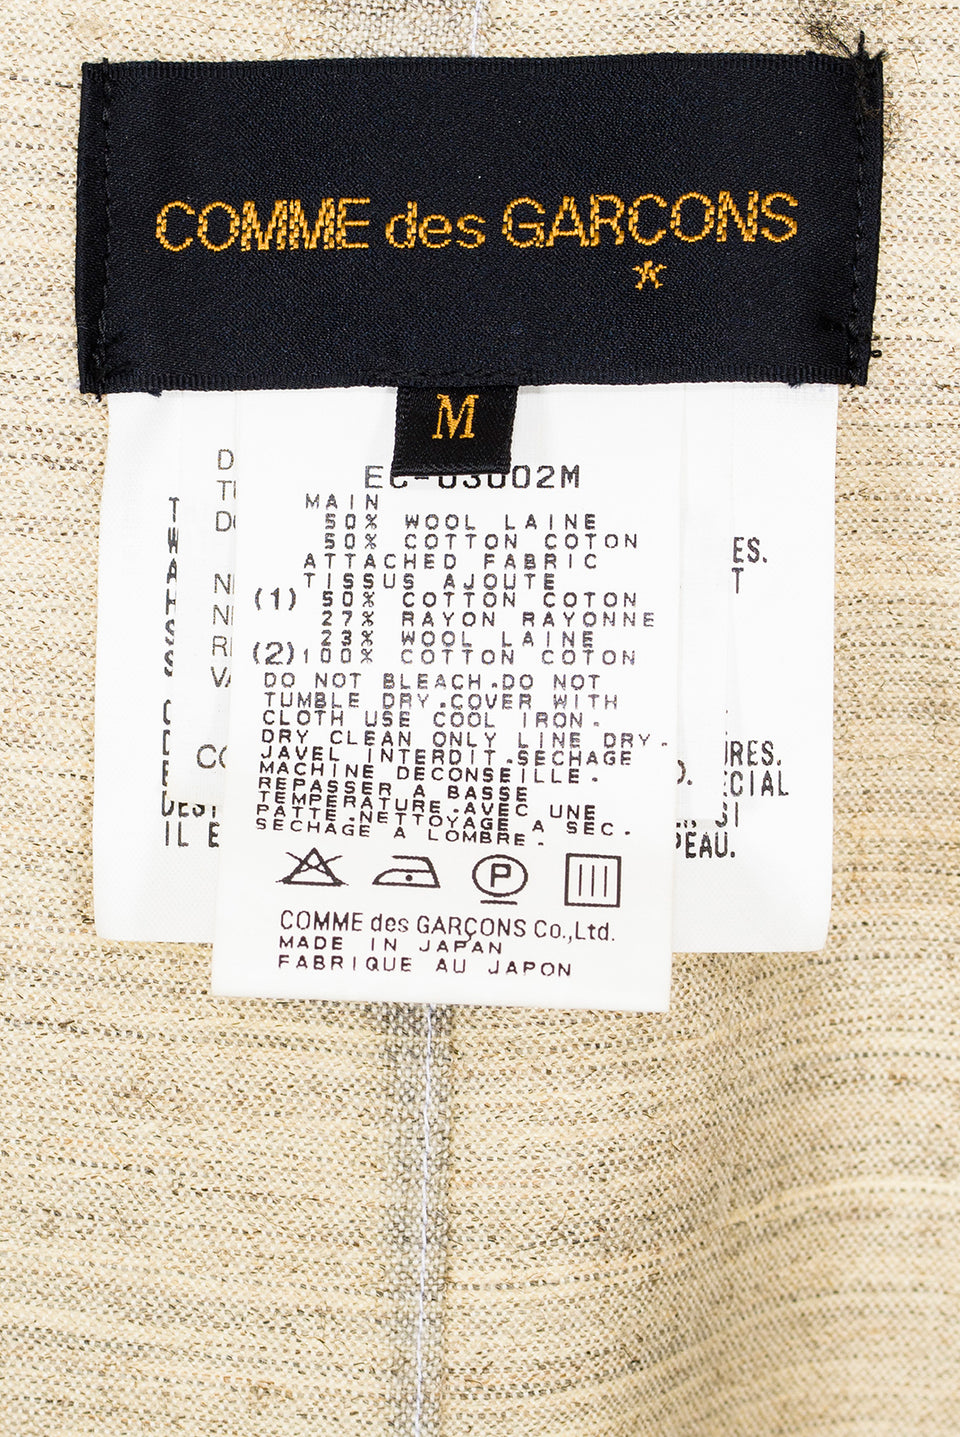 COMME des GARÇONS
M
EC-03002M
MAIN
50% WOOL LAINE
50% COTTON COTON
ATTACHED FABRIC
TISSUS AJOUTE
(1) 50% COTTON COTON
27% RAYON RAYONNE
23% WOOL LAINE
(2)100% COTTON COTON
DO NOT BLEACH.DO NOT
TUMBLE DRY.COVER WITH
CLOTH USE COOL IRON.
DRY CLEAN ONLY LINE DRY.
JAVEL INTERDIT.SECHAGE
MACHINE DECONSEILLE.
REPASSER A BASSE
TEMPERATURE.AVEC UNE
PATTE.NETTOYAGE A SEC.
SECHAGE A LOMBRE.
P
COMME des GARÇONS Co.,Ltd.
MADE IN JAPAN
FABRIQUE AU JAPON